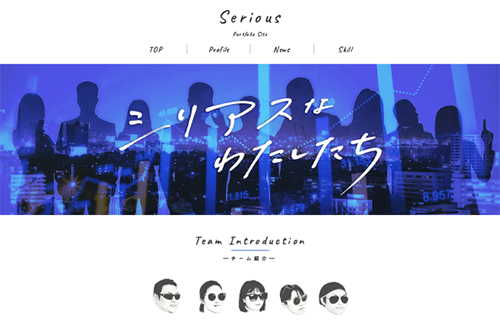 Serious
Portfolio Site
TOP
Profile
News
Skill
シリアスな
わたしたち
Team Introduction
ーチーム紹介ー